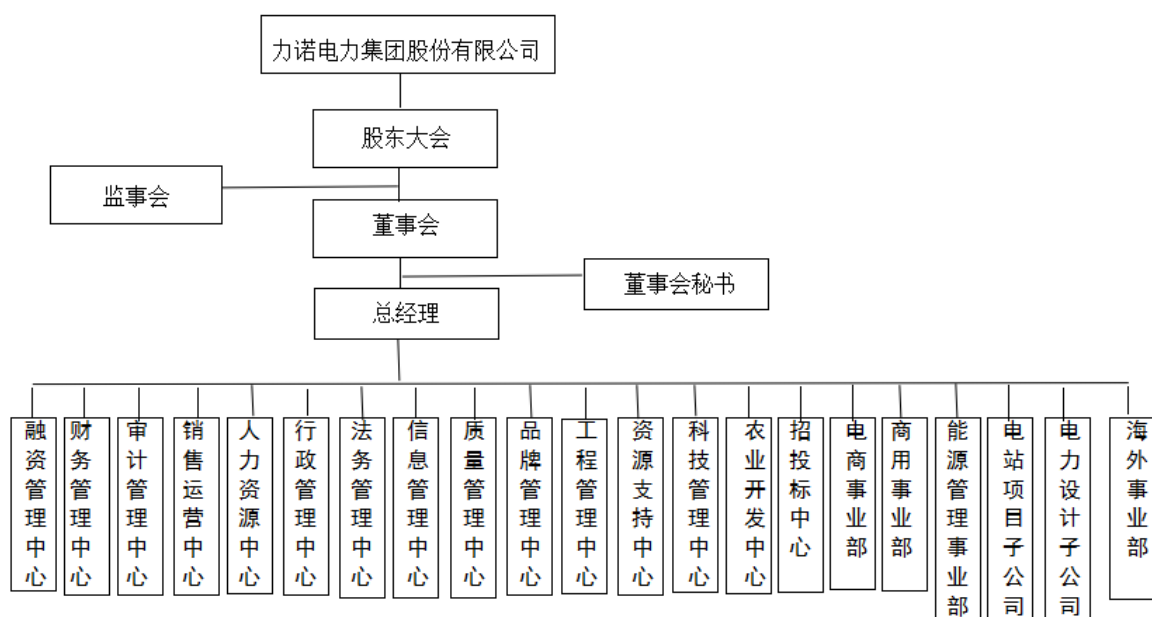 力诺电力集团股份有限公司
股东大会
监事会
董事会
董事会秘书
总经理
融资管理中心
财务管理中心
审计管理中心
销售运营中心
人力资源中心
行政管理中心
法务管理中心
信息管理中心
质量管理中心
品牌管理中心
工程管理中心
资源支持中心
科技管理中心
农业开发中心
招投标中心
电商事业部
商用事业部
能源管理事业部
电站项目子公司
电力设计子公司
海外事业部